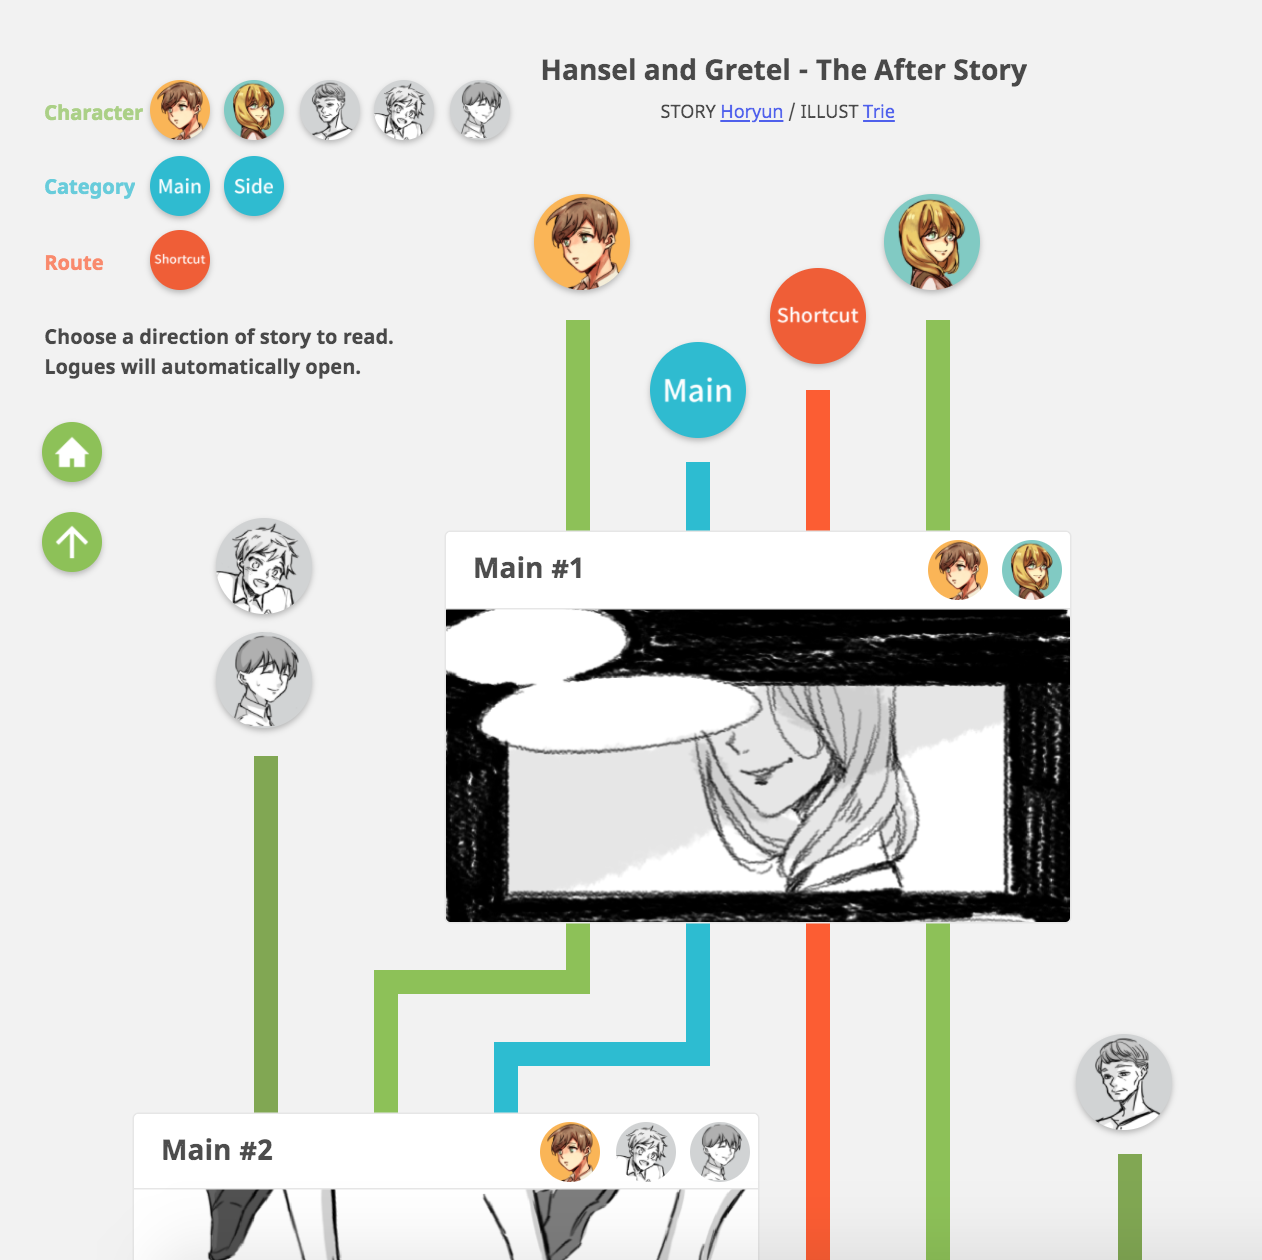 Hansel and Gretel - The After Story
STORY Horyun / ILLUST Trie
Character
Category Main Side
Route Shortcut
Choose a direction of story to read.
Logues will automatically open.
Shortcut
Main
Main #1
Main #2